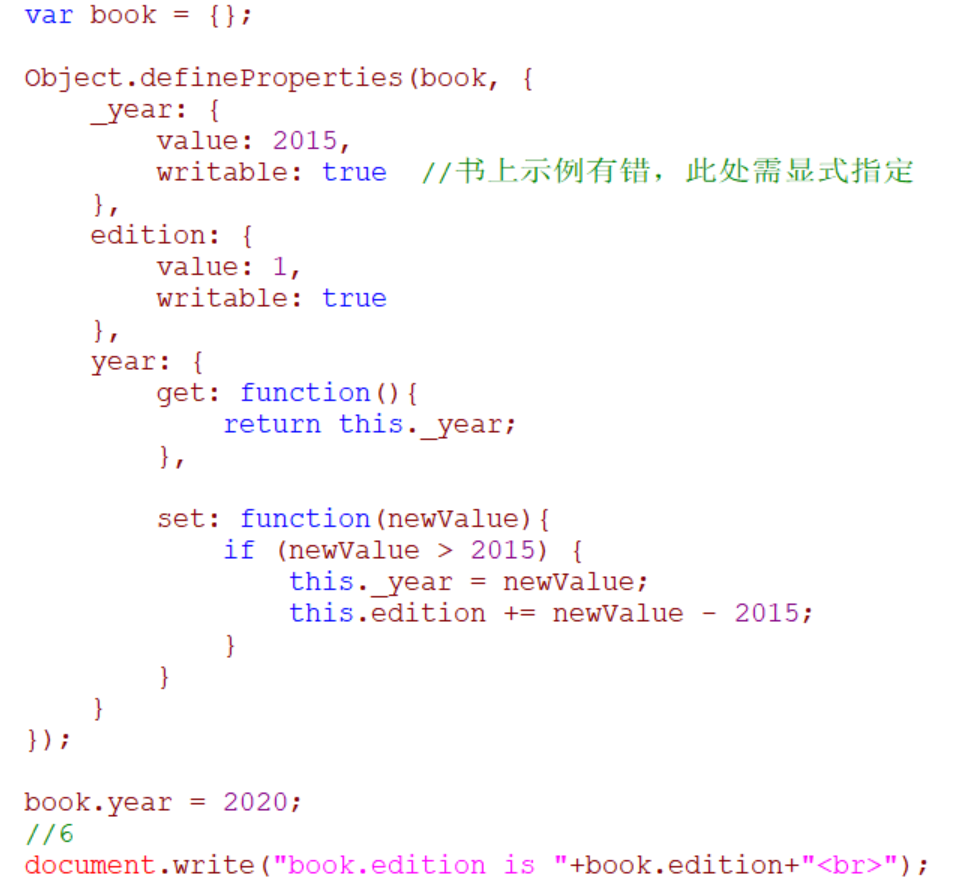 var book = {};
Object.defineProperties(book, {
    _year: {
        value: 2015,
        writable: true  //书上示例有错，此处需显式指定
    },
    edition: {
        value: 1,
        writable: true
    },
    year: {
        get: function(){
            return this._year;
        },
        set: function(newValue){
            if (newValue > 2015) {
                this._year = newValue;
                this.edition += newValue - 2015;
            }
        }
    }
});
book.year = 2020;
//6
document.write("book.edition is "+book.edition+"<br>");